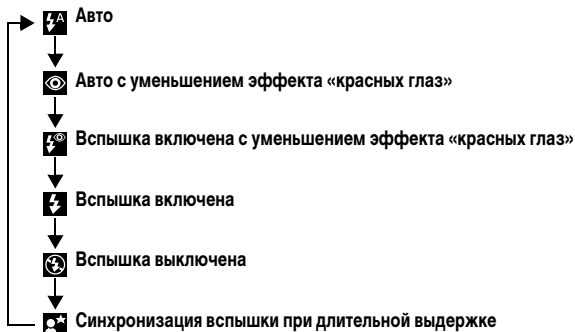 Авто
Авто с уменьшением эффекта «красных глаз»
Вспышка включена с уменьшением эффекта «красных глаз»
Вспышка включена
Вспышка выключена
Синхронизация вспышки при длительной выдержке